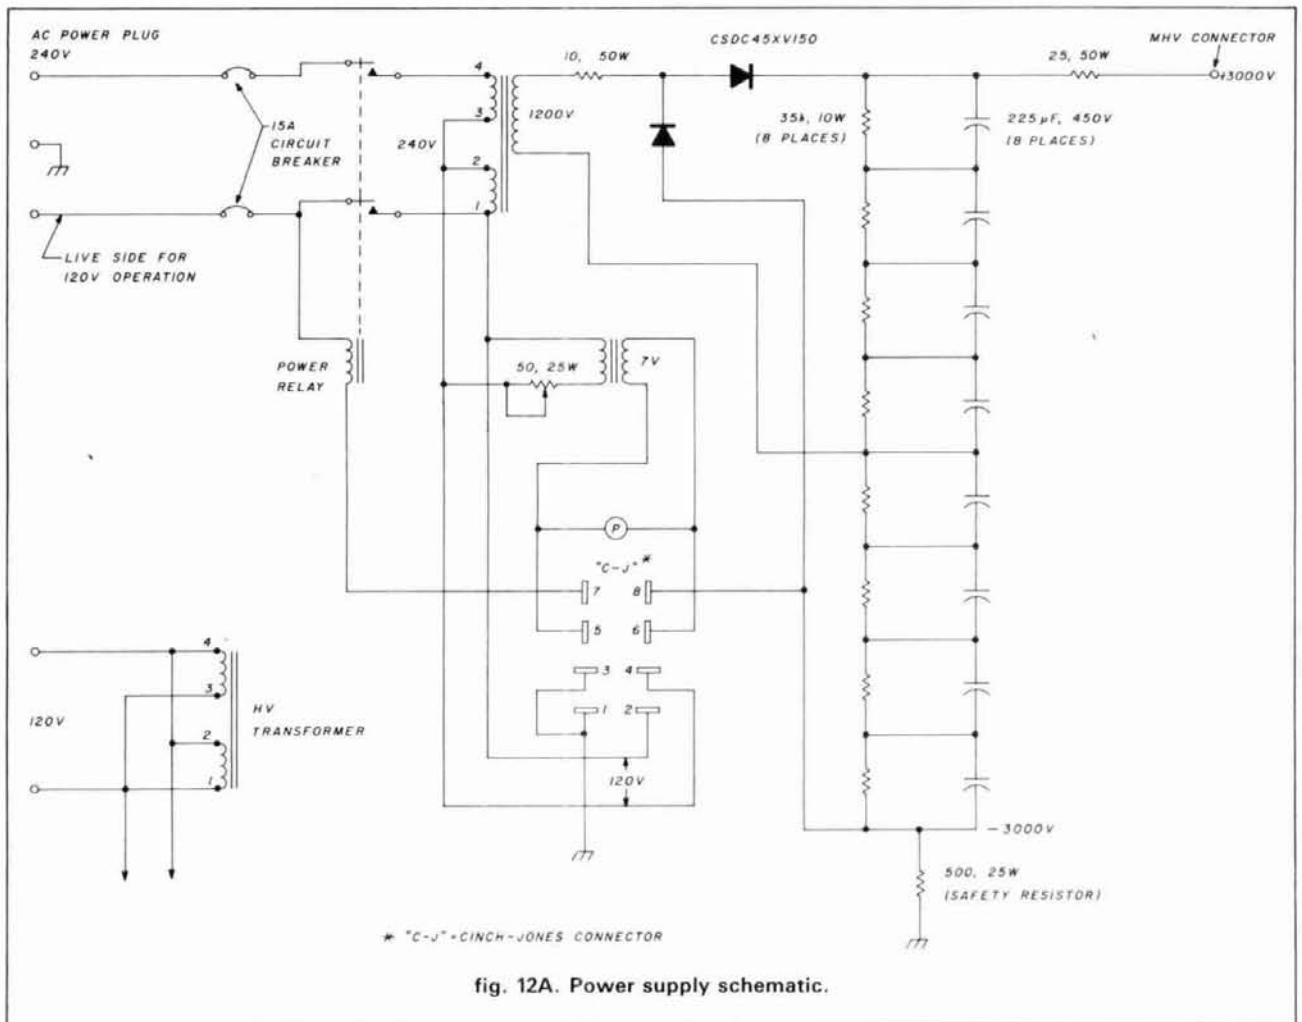 AC POWER PLUG
240V
CSDC45XV150
MHV CONNECTOR
10, 50W
25, 50W
+3000V
4
3
2
1
1200V
240V
15A
CIRCUIT
BREAKER
35k, 10W
(8 PLACES)
225µF, 450V
(8 PLACES)
LIVE SIDE FOR
120V OPERATION
POWER
RELAY
50, 25W
7V
P
"C-J"*
7 8
5 6
3 4
1 2
120V
4
3
2
1
120V
HV
TRANSFORMER
-3000V
500, 25W
(SAFETY RESISTOR)
* "C-J"=CINCH-JONES CONNECTOR
fig. 12A. Power supply schematic.